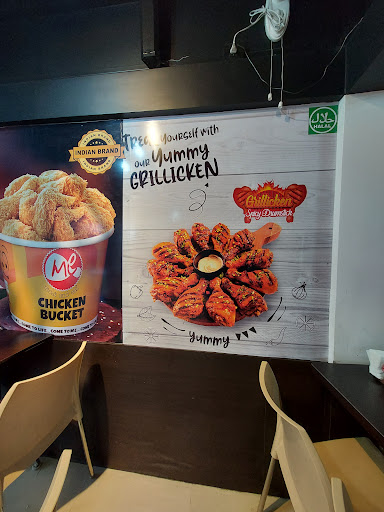 INDIAN BRAND
TREAT Yourself with
our Yummy
GRILLICKEN
حلال
HALAL
Grillicken
Spicy Drumstick
Me
CHICKEN
BUCKET
COME TO LIFE... COME TO ME...
yummy